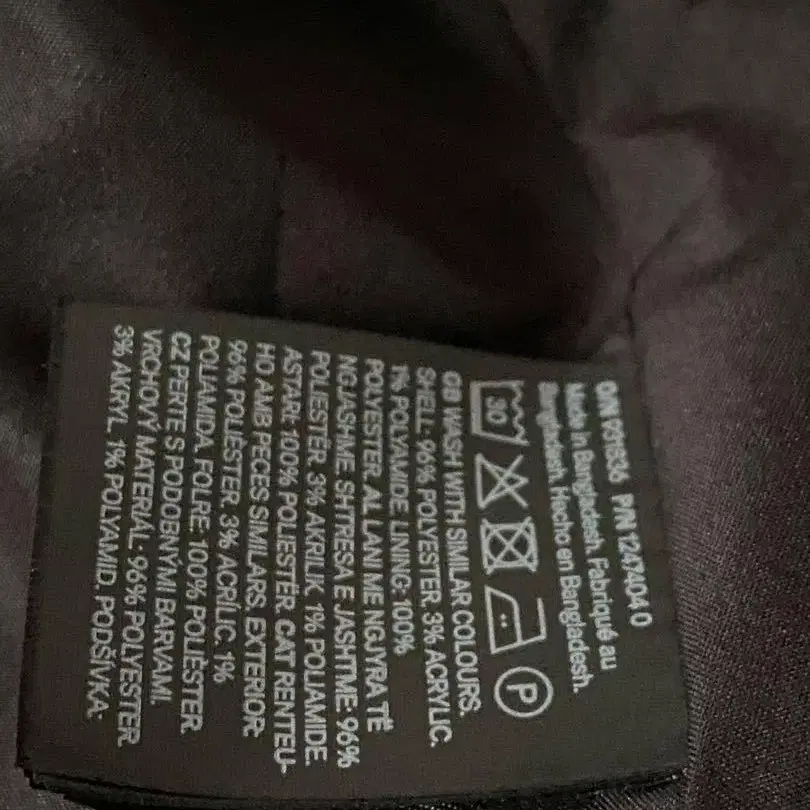 O/N 931836 P/N 1247404 0
Made in Bangladesh. Fabriqué au
Bangladesh. Hecho en Bangladesh.
30 P
GB WASH WITH SIMILAR COLOURS.
SHELL: 96% POLYESTER. 3% ACRYLIC.
1% POLYAMIDE. LINING: 100%
POLYESTER. AL LANI ME NGJYRA TË
NGJASHME. SHTRESA E JASHTME: 96%
POLIESTËR. 3% AKRILIK. 1% POLIAMIDE.
ASTARI: 100% POLIESTËR. CAT RENTEU-
HO AMB PECES SIMILARS. EXTERIOR:
96% POLIÈSTER. 3% ACRÍLIC. 1%
POLIAMIDA. FOLRE: 100% POLIÈSTER.
CZ PERTE S PODOBNÝMI BARVAMI.
VRCHOVÝ MATERIÁL: 96% POLYESTER.
3% AKRYL. 1% POLYAMID. PODŠÍVKA: